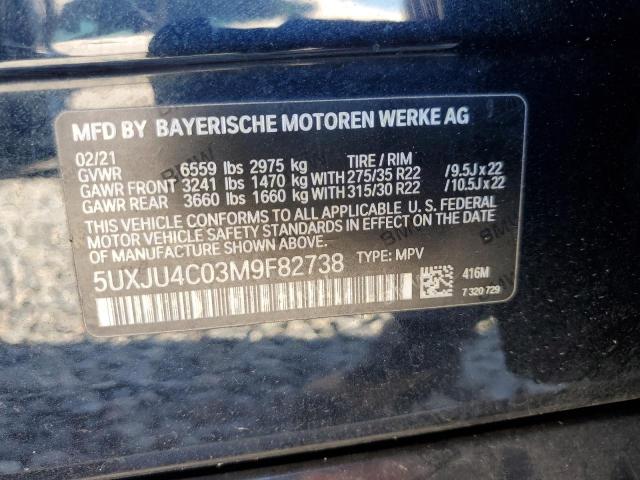 MFD BY BAYERISCHE MOTOREN WERKE AG
02/21 TIRE / RIM
GVWR 6559 lbs 2975 kg
GAWR FRONT 3241 lbs 1470 kg WITH 275/35 R22 / 9.5J x 22
GAWR REAR 3660 lbs 1660 kg WITH 315/30 R22 / 10.5J x 22
THIS VEHICLE CONFORMS TO ALL APPLICABLE U. S. FEDERAL
MOTOR VEHICLE SAFETY STANDARDS IN EFFECT ON THE DATE
OF MANUFACTURE SHOWN ABOVE.
5UXJU4C03M9F82738 TYPE: MPV
416M
7 320 729